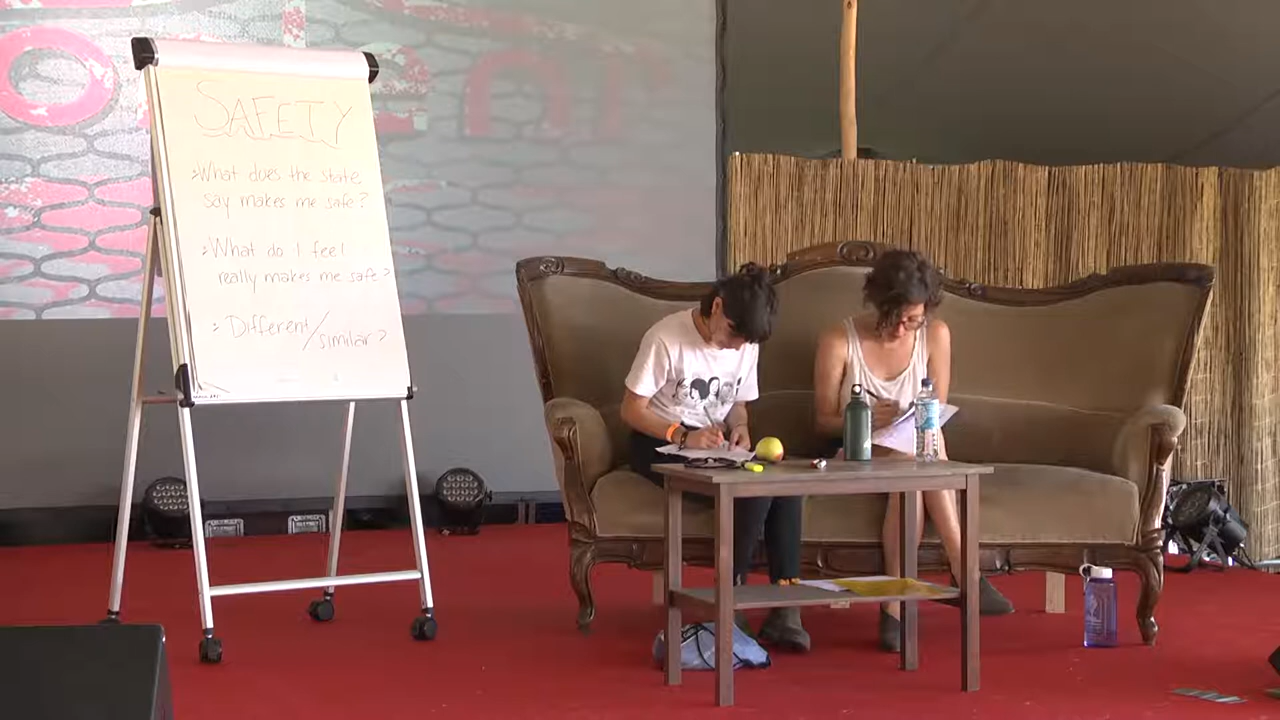 SAFETY
>What does the state
say makes me safe?
>What do I feel
really makes me safe?
> Different/similar?